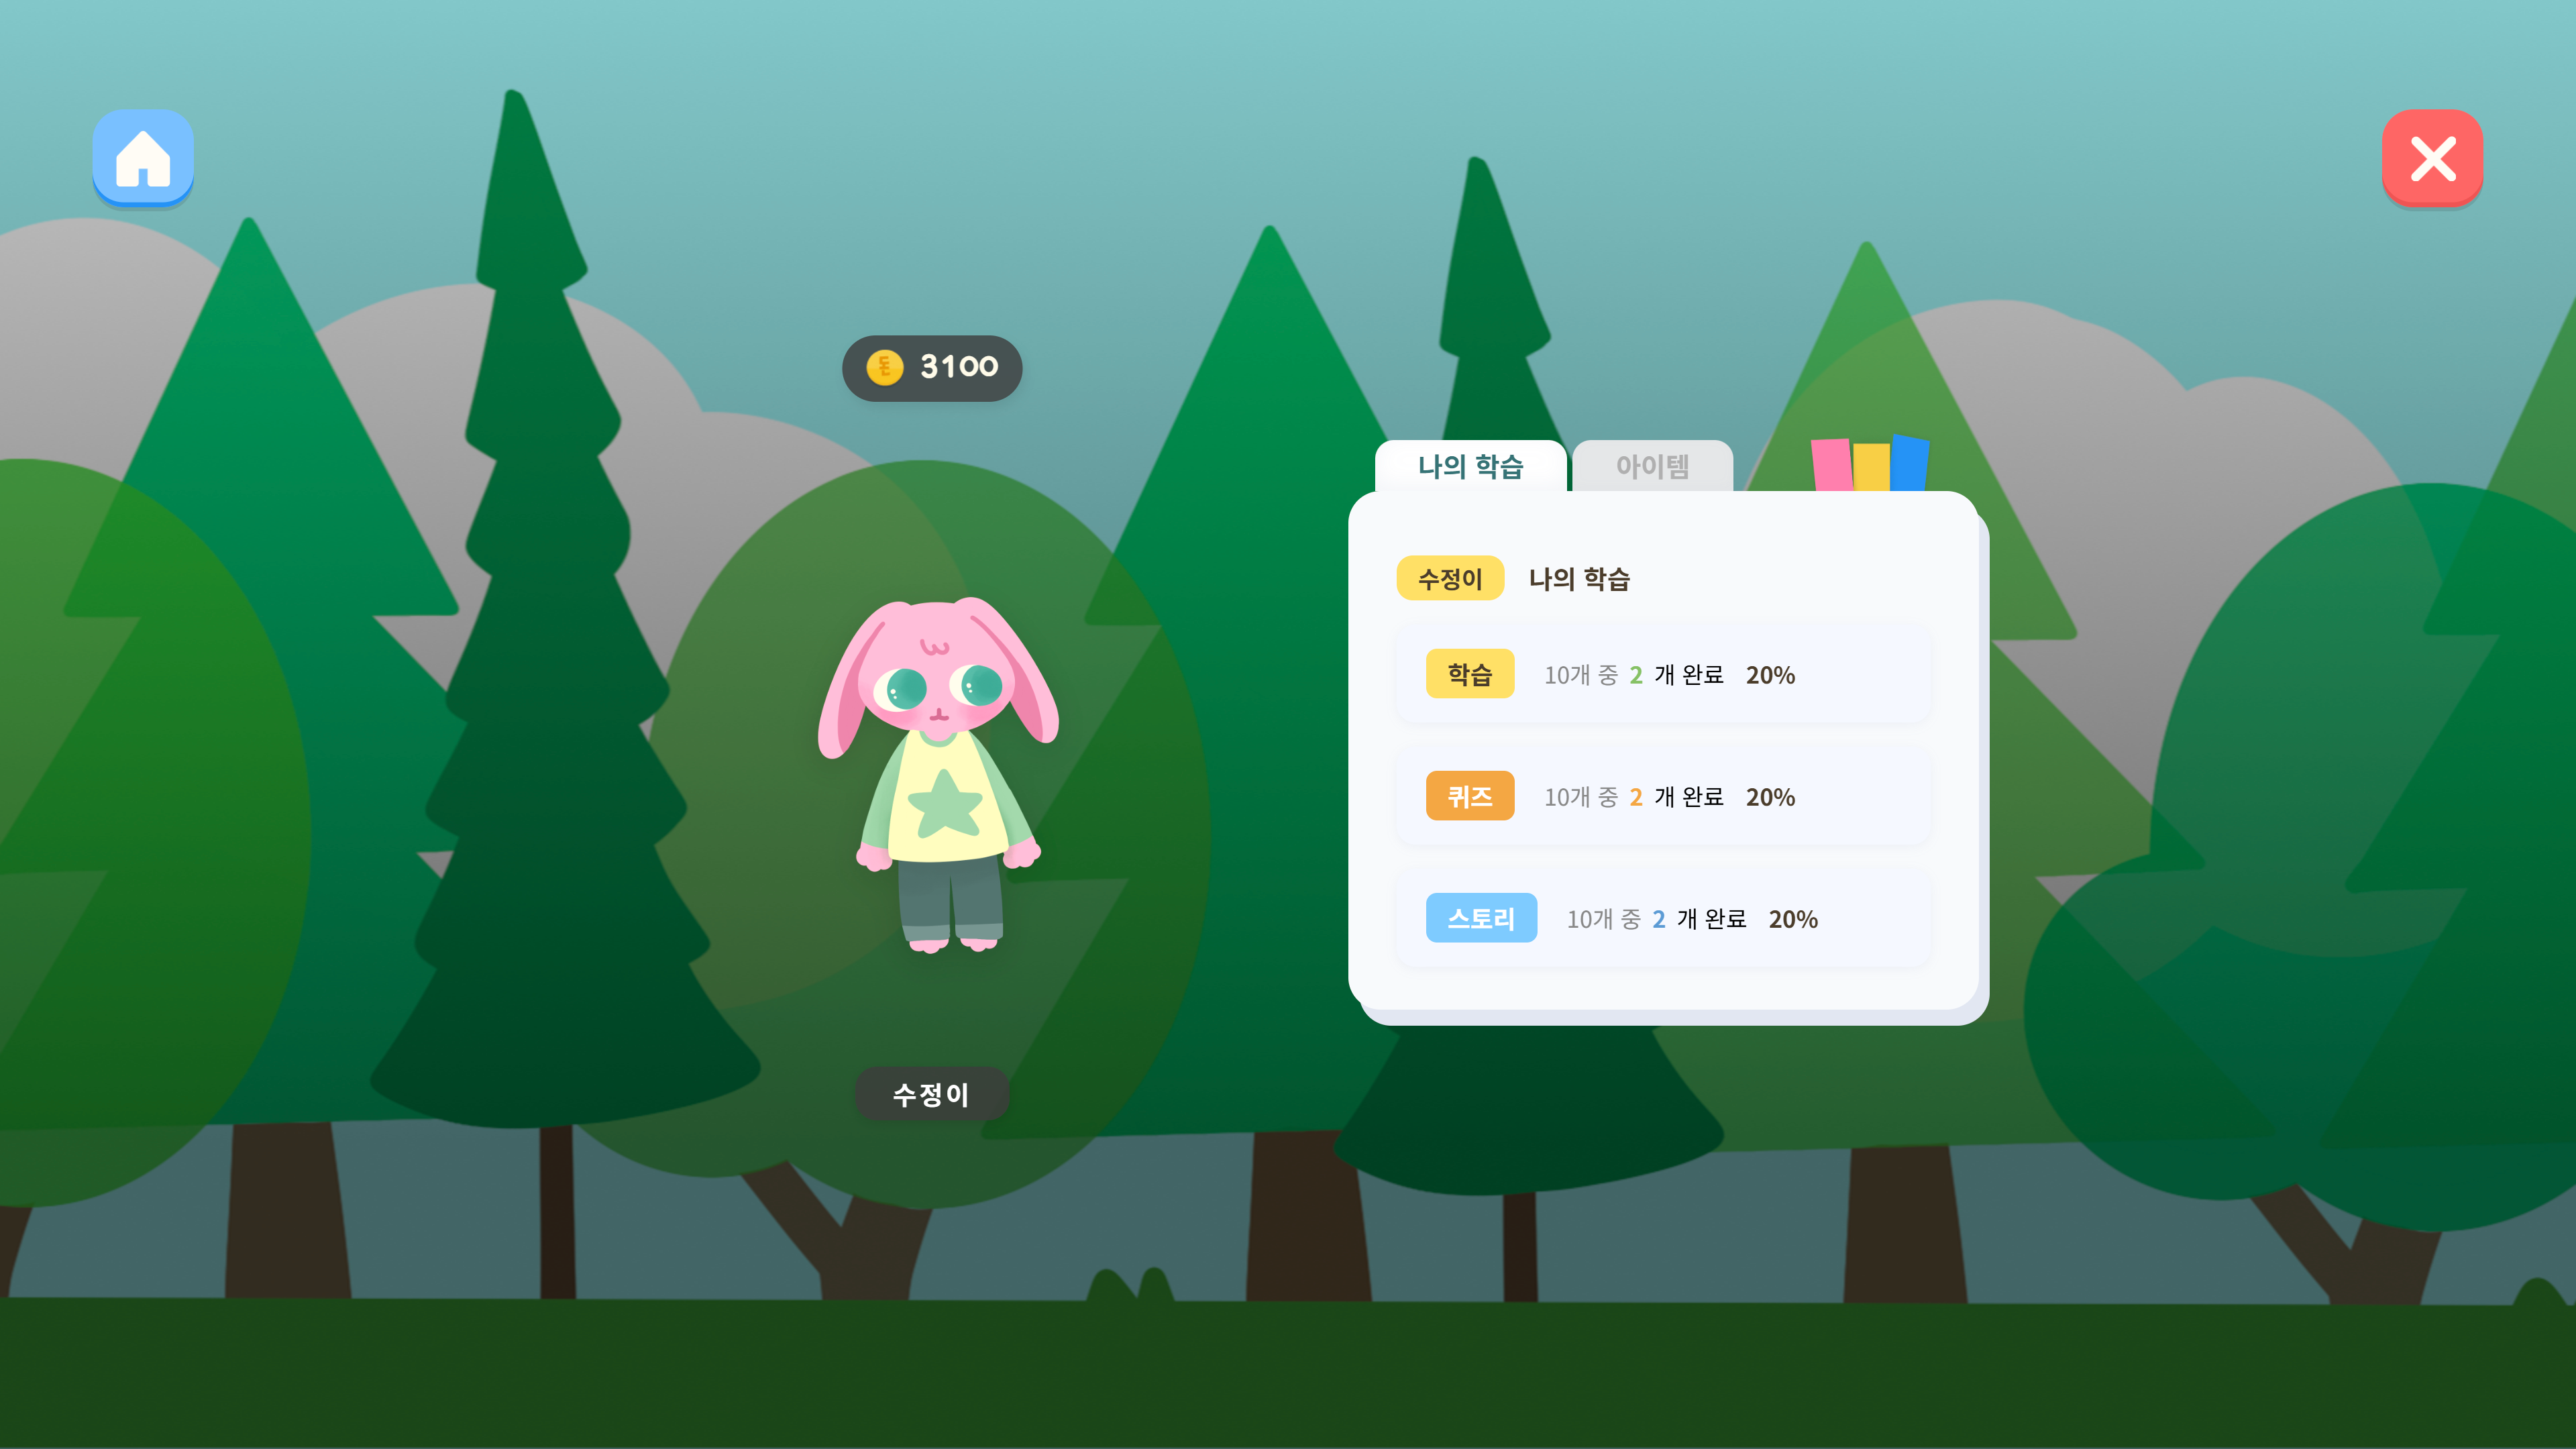 3100
나의 학습
아이템
수정이 나의 학습
학습 10개 중 2 개 완료 20%
퀴즈 10개 중 2 개 완료 20%
스토리 10개 중 2 개 완료 20%
수정이